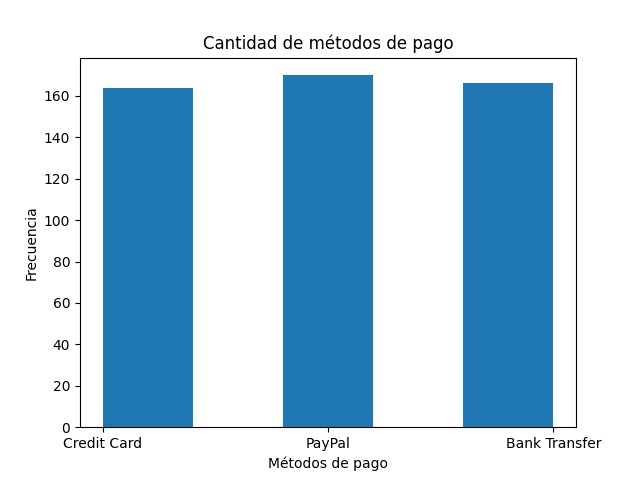 Cantidad de métodos de pago
160
140
120
100
80
60
40
20
0
Frecuencia
Credit Card PayPal Bank Transfer
Métodos de pago